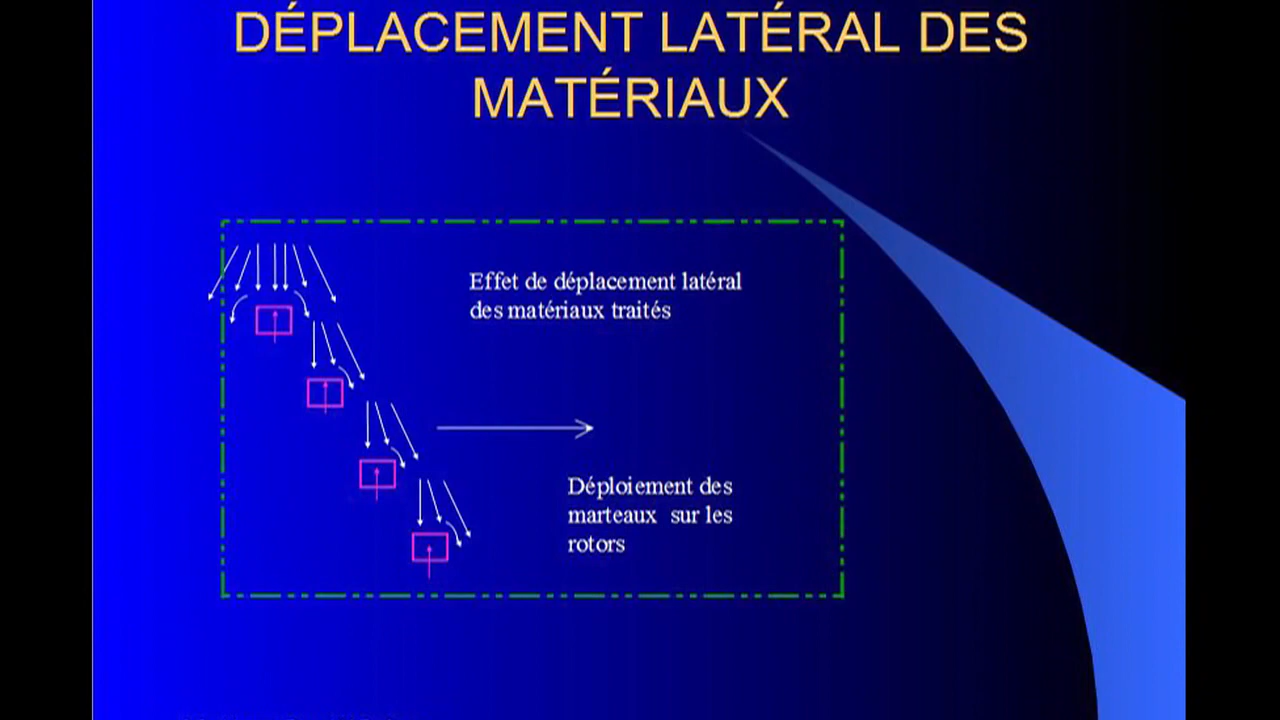 DÉPLACEMENT LATÉRAL DES
MATÉRIAUX
Effet de déplacement latéral
des matériaux traités
Déploiement des
marteaux sur les
rotors